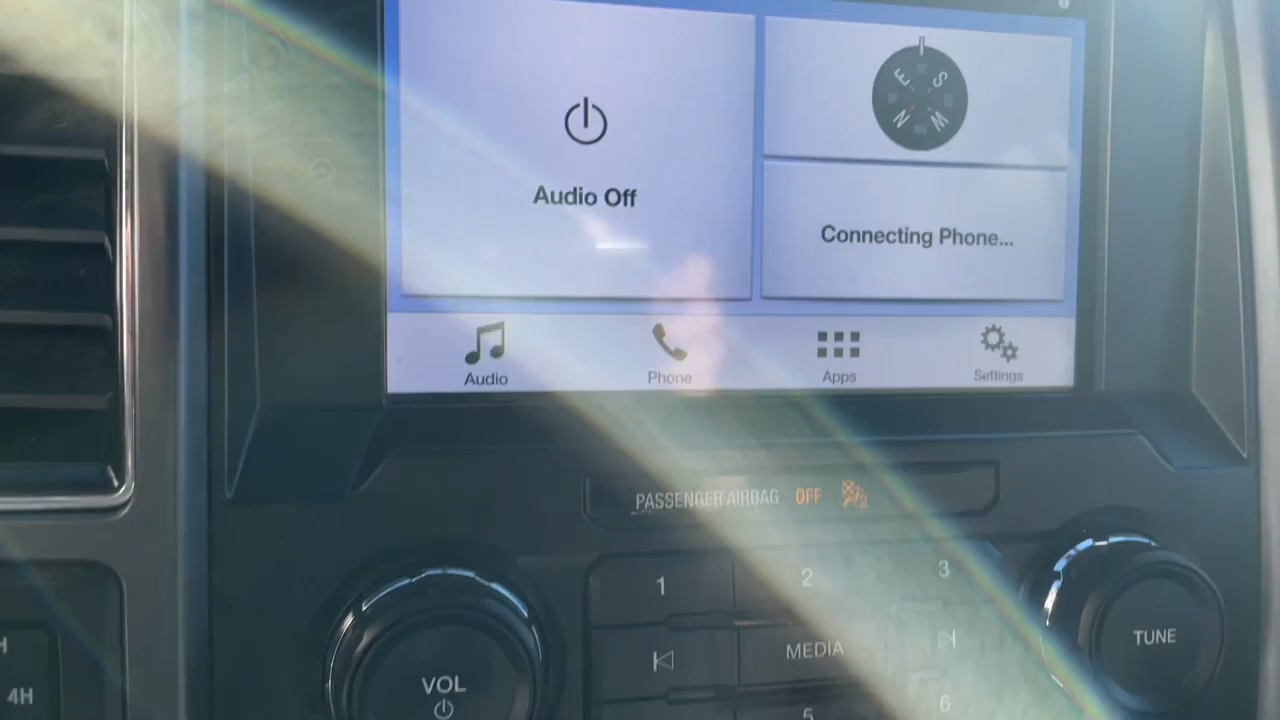 E S
N W
Audio Off
Connecting Phone...
Audio Phone Apps Settings
PASSENGER AIRBAG OFF
1 2 3
MEDIA
TUNE
VOL
4H
5 6